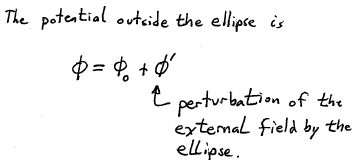 The potential outside the ellipse is
ϕ = ϕ₀ + ϕ′
perturbation of the
external field by the
ellipse.